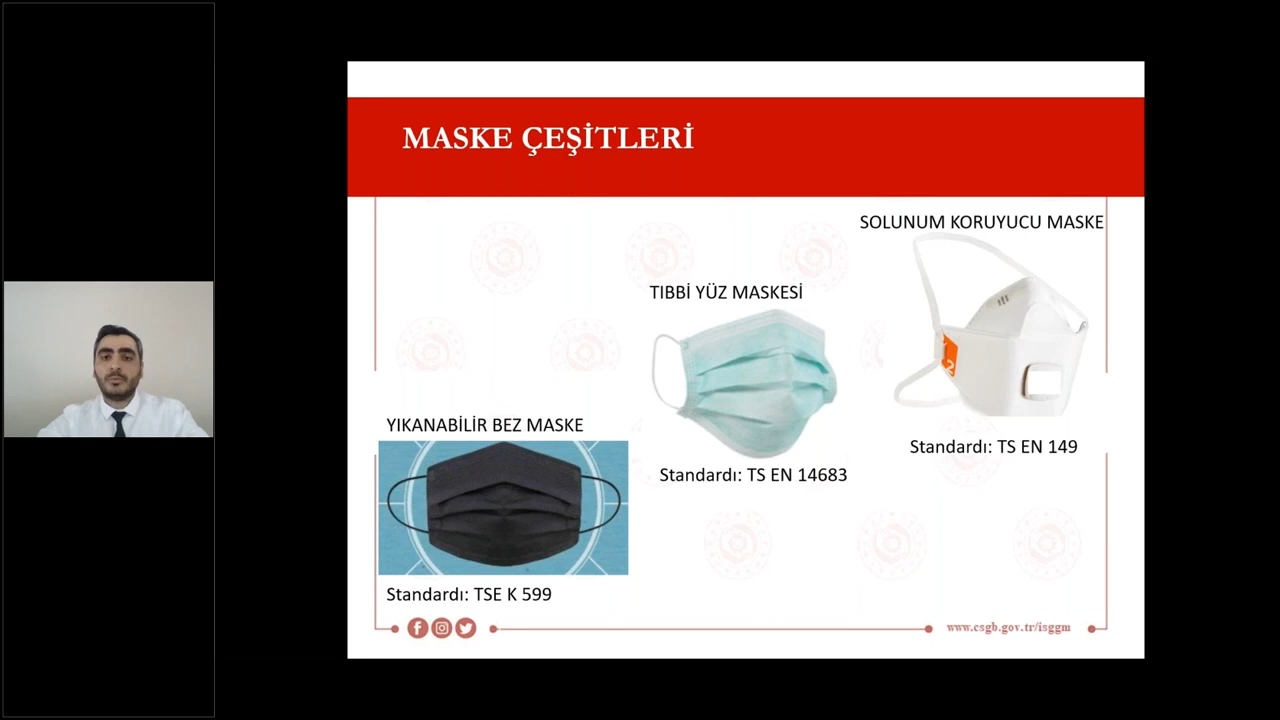 MASKE ÇEŞİTLERİ
SOLUNUM KORUYUCU MASKE
TIBBİ YÜZ MASKESİ
Standardı: TS EN 149
YIKANABİLİR BEZ MASKE
Standardı: TS EN 14683
Standardı: TSE K 599
www.csgb.gov.tr/isggm